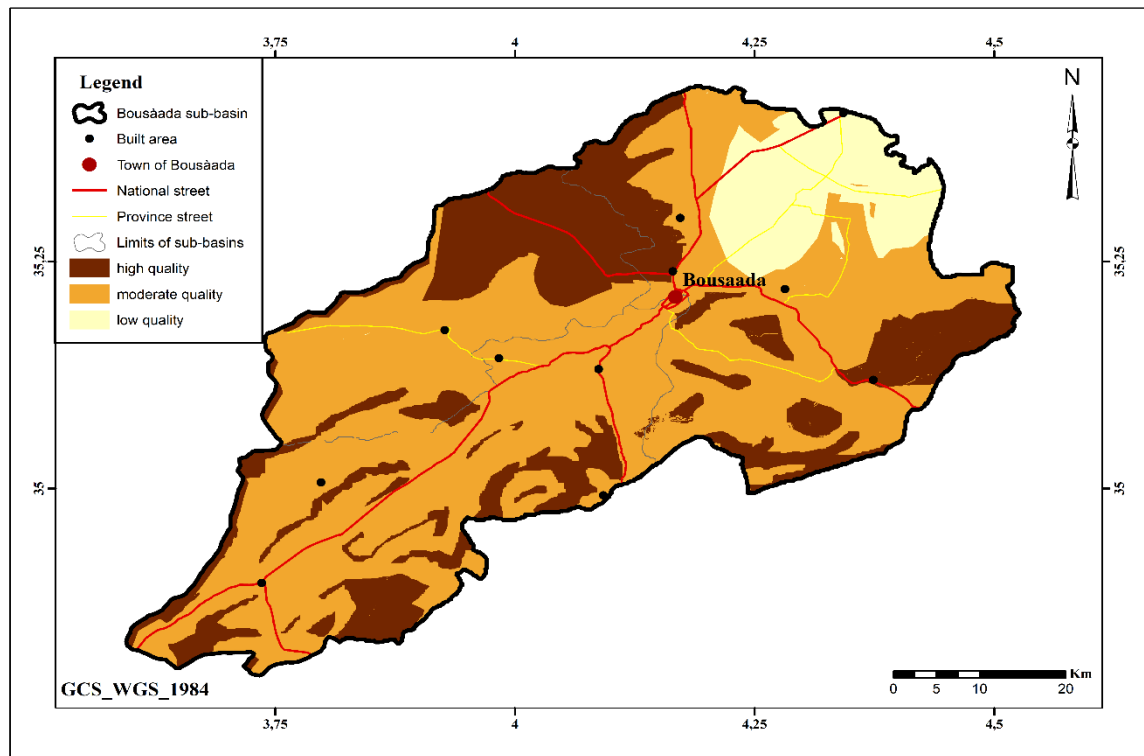 3,75 4 4,25 4,5
Legend
Bousàada sub-basin
Built area
Town of Bousàada
National street
Province street
Limits of sub-basins
high quality
moderate quality
low quality
N
35,25 35,25
Bousaada
35 35
GCS_WGS_1984
Km
0 5 10 20
3,75 4 4,25 4,5